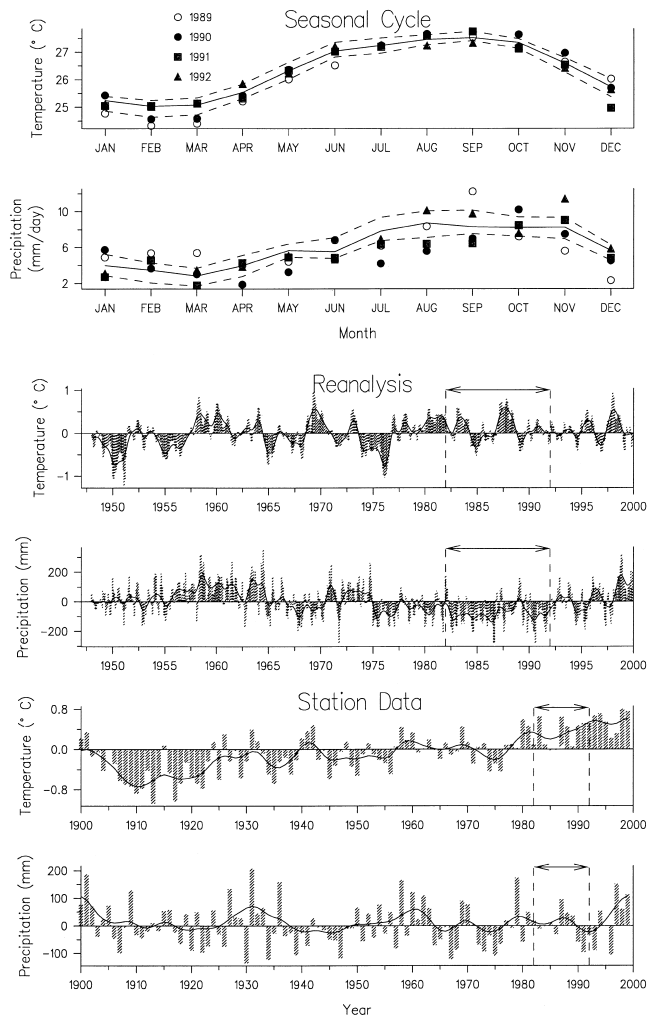 Seasonal Cycle
1989
1990
1991
1992
Temperature (° C)
27
26
25
JAN FEB MAR APR MAY JUN JUL AUG SEP OCT NOV DEC
Precipitation
(mm/day)
10
6
2
JAN FEB MAR APR MAY JUN JUL AUG SEP OCT NOV DEC
Month
Reanalysis
Temperature (° C)
1
0
−1
1950 1955 1960 1965 1970 1975 1980 1985 1990 1995 2000
Precipitation (mm)
200
0
−200
1950 1955 1960 1965 1971 1976 1980 1985 1990 1995 2000
Station Data
Temperature (° C)
0.8
0.0
−0.8
1900 1910 1920 1930 1940 1950 1960 1970 1980 1990 2000
Precipitation (mm)
200
100
0
−100
1900 1910 1920 1930 1940 1950 1960 1970 1980 1990 2000
Year